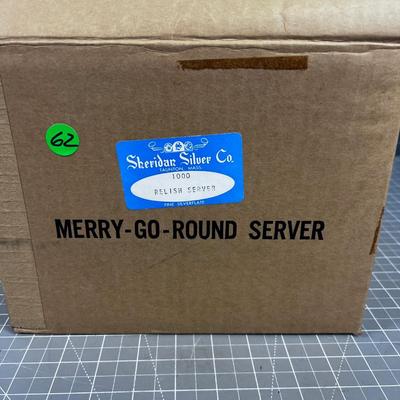 62
Sheridan Silver Co.
TAUNTON, MASS.
1000
RELISH SERVER
FINE SILVERPLATE
MERRY-GO-ROUND SERVER